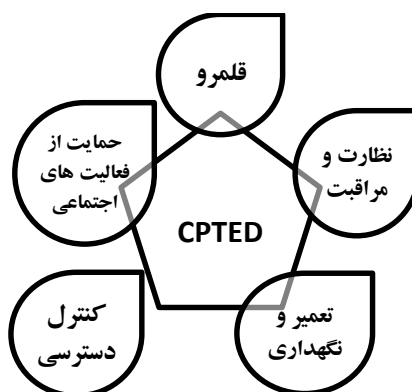 قلمرو
نظارت و
مراقبت
حمایت از
فعالیت های
اجتماعی
CPTED
تعمیر و
نگهداری
کنترل
دسترسی